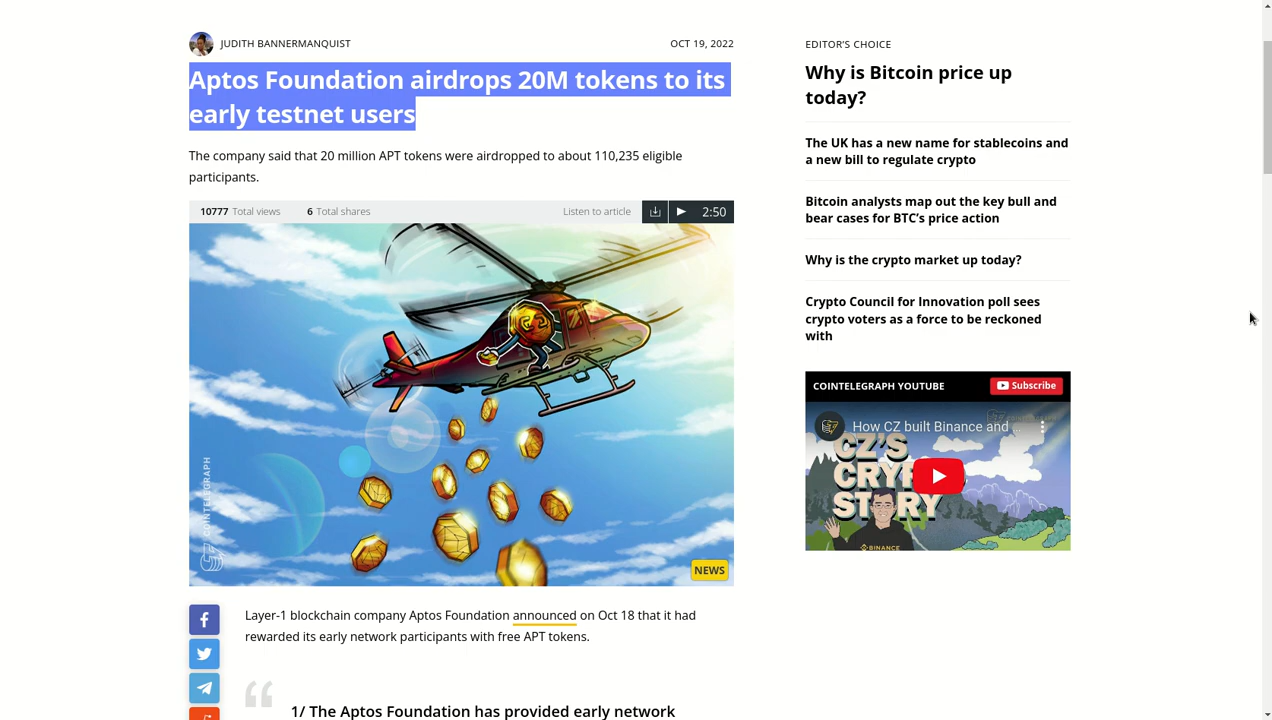 JUDITH BANNERMANQUIST
OCT 19, 2022
Aptos Foundation airdrops 20M tokens to its
early testnet users
The company said that 20 million APT tokens were airdropped to about 110,235 eligible
participants.
10777 Total views 6 Total shares Listen to article 2:50
COINTELEGRAPH
NEWS
Layer-1 blockchain company Aptos Foundation announced on Oct 18 that it had
rewarded its early network participants with free APT tokens.
1/ The Aptos Foundation has provided early network
EDITOR'S CHOICE
Why is Bitcoin price up
today?
The UK has a new name for stablecoins and
a new bill to regulate crypto
Bitcoin analysts map out the key bull and
bear cases for BTC's price action
Why is the crypto market up today?
Crypto Council for Innovation poll sees
crypto voters as a force to be reckoned
with
COINTELEGRAPH YOUTUBE
Subscribe
How CZ built Binance and ...
CZ'S
STORY
BINANCE